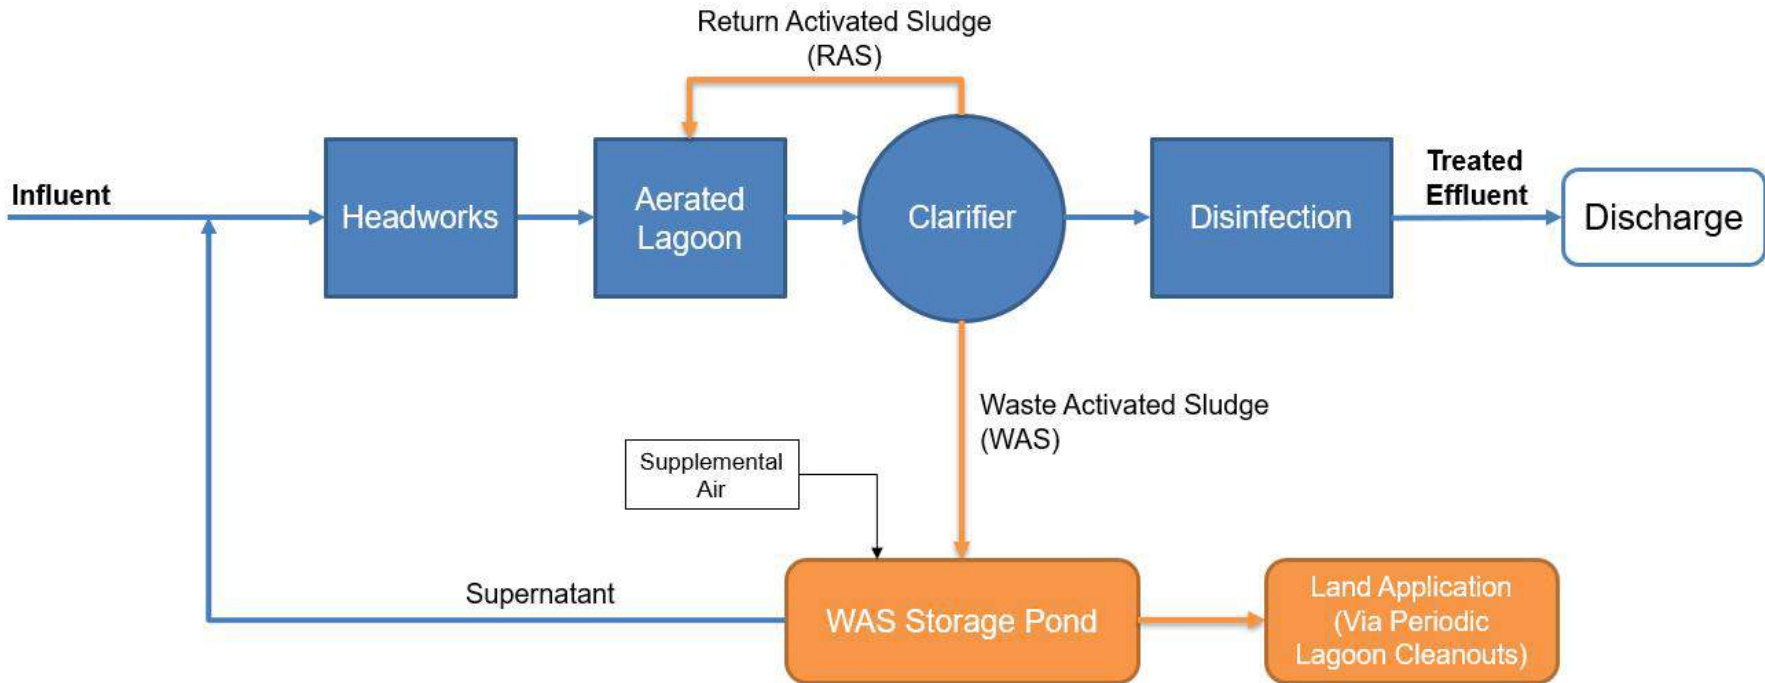 Return Activated Sludge
(RAS)
Influent
Headworks
Aerated
Lagoon
Clarifier
Disinfection
Treated
Effluent
Discharge
Waste Activated Sludge
(WAS)
Supplemental
Air
Supernatant
WAS Storage Pond
Land Application
(Via Periodic
Lagoon Cleanouts)